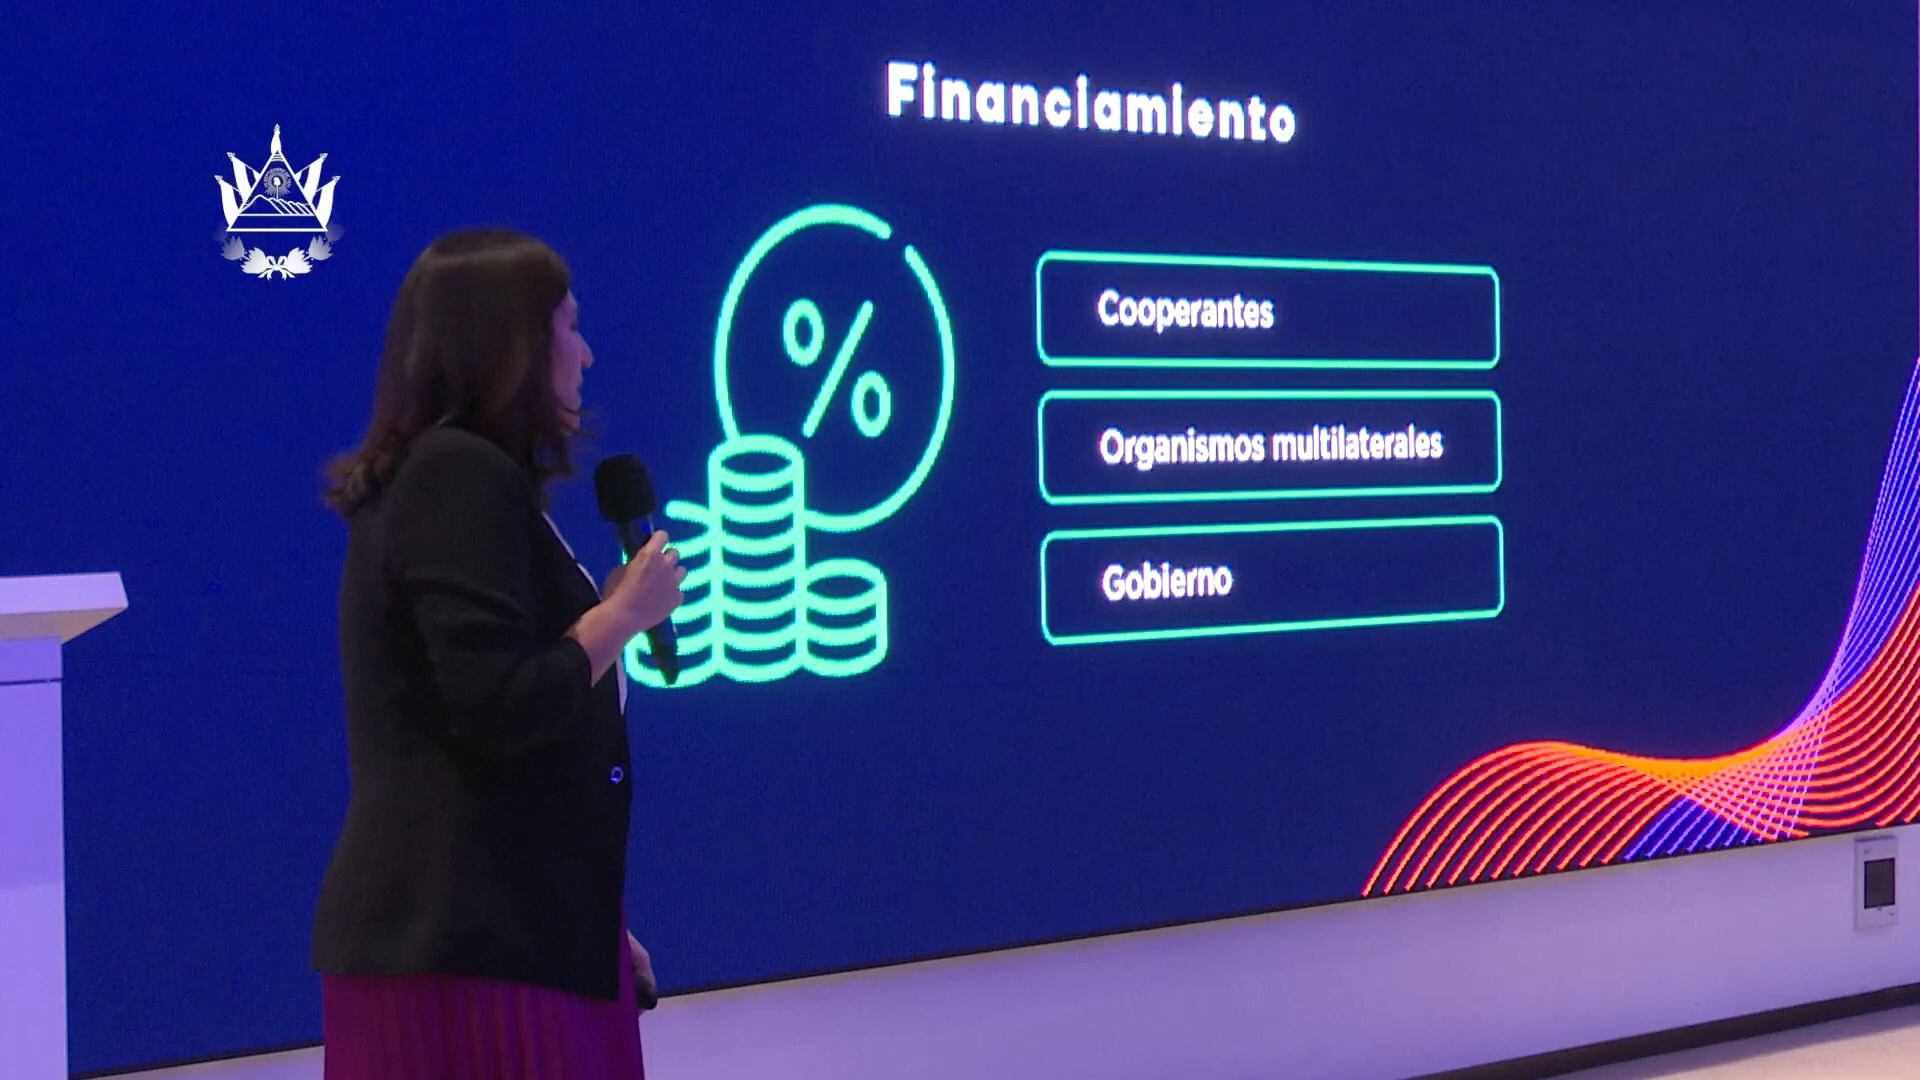 Financiamiento
%
Cooperantes
Organismos multilaterales
Gobierno